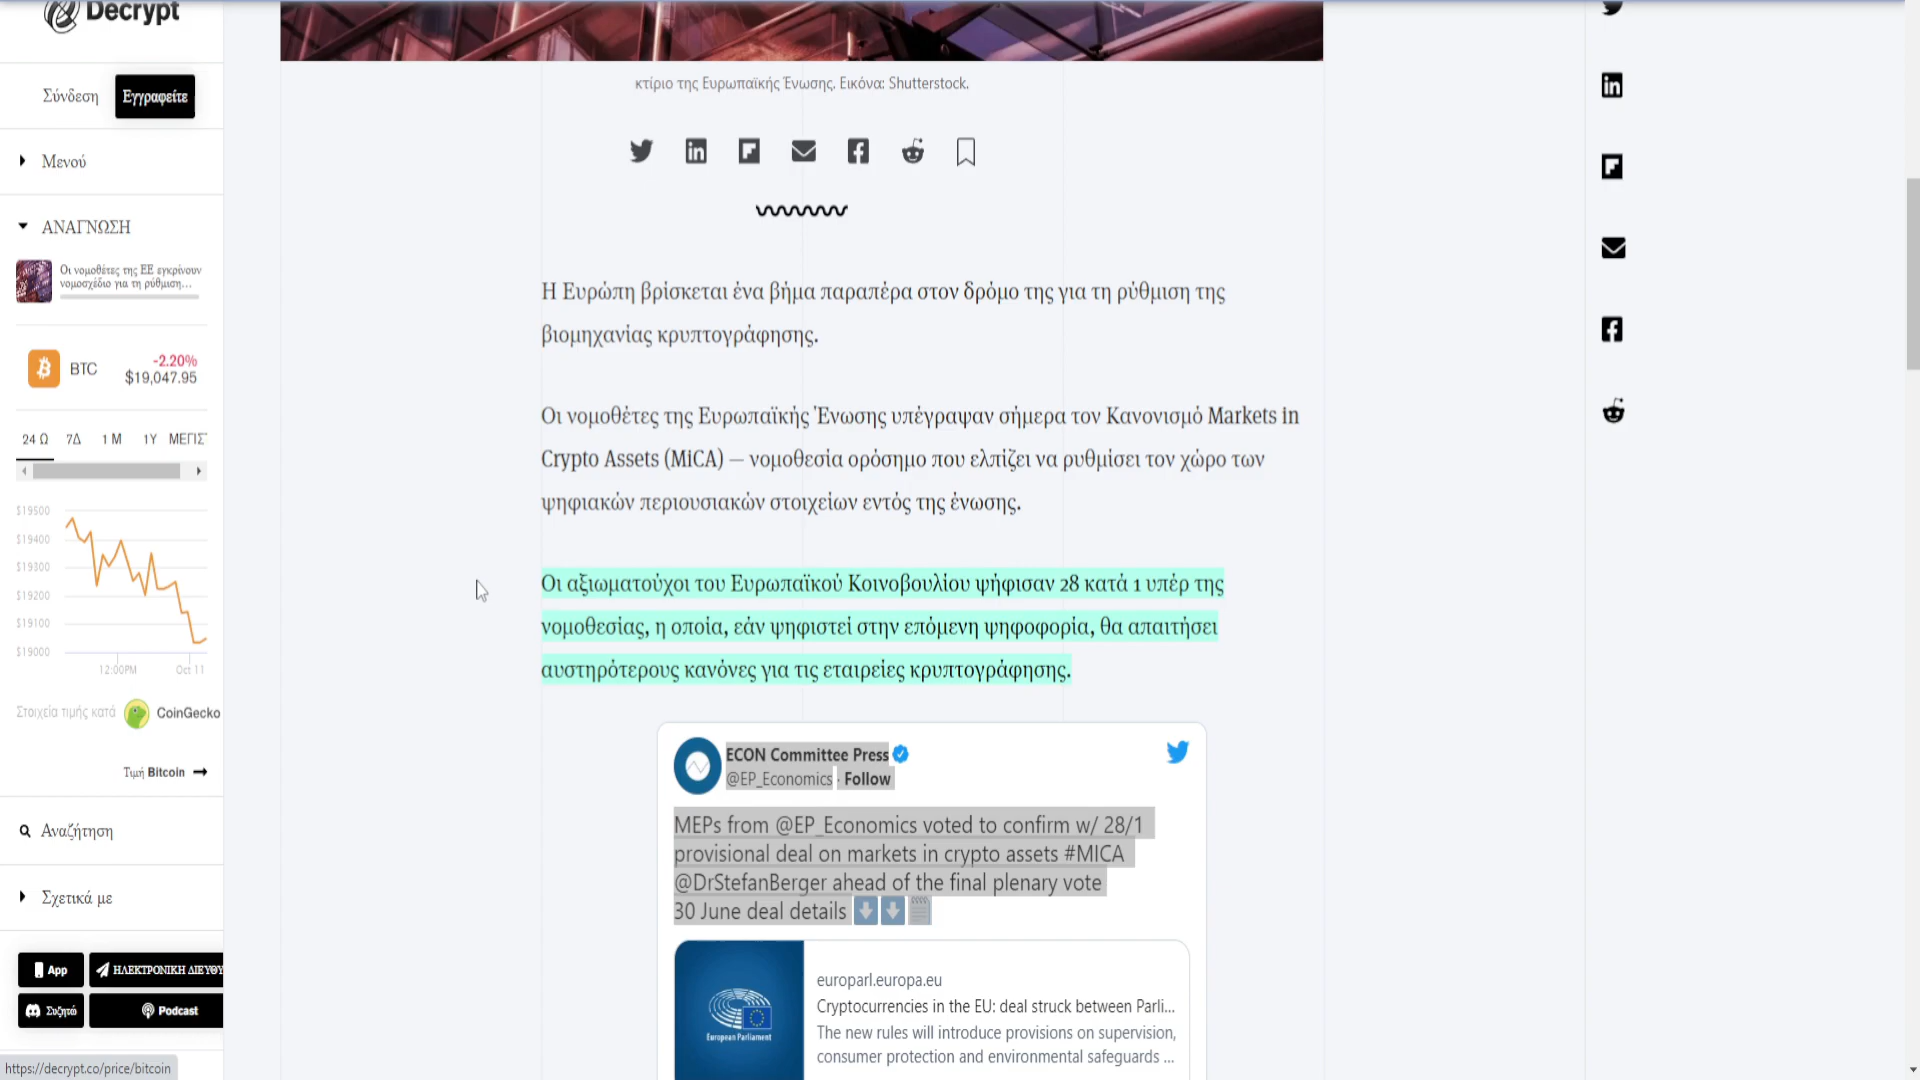 Decrypt
Σύνδεση
Εγγραφείτε
Μενού
ΑΝΑΓΝΩΣΗ
Οι νομοθέτες της ΕΕ εγκρίνουν
νομοσχέδιο για τη ρύθμιση...
BTC
-2.20%
$19,047.95
24 Ω 7Δ 1 M 1Y ΜΕΓΙΣΤ
$19500
$19400
$19300
$19200
$19100
$19000
12:00PM Oct 11
Στοιχεία τιμής κατά CoinGecko
Τιμή Bitcoin
Αναζήτηση
Σχετικά με
App
ΗΛΕΚΤΡΟΝΙΚΗ ΔΙΕΥΘΥ
Συζητώ
Podcast
https://decrypt.co/price/bitcoin
κτίριο της Ευρωπαϊκής Ένωσης. Εικόνα: Shutterstock.
Η Ευρώπη βρίσκεται ένα βήμα παραπέρα στον δρόμο της για τη ρύθμιση της
βιομηχανίας κρυπτογράφησης.
Οι νομοθέτες της Ευρωπαϊκής Ένωσης υπέγραψαν σήμερα τον Κανονισμό Markets in
Crypto Assets (MiCA) — νομοθεσία ορόσημο που ελπίζει να ρυθμίσει τον χώρο των
ψηφιακών περιουσιακών στοιχείων εντός της ένωσης.
Οι αξιωματούχοι του Ευρωπαϊκού Κοινοβουλίου ψήφισαν 28 κατά 1 υπέρ της
νομοθεσίας, η οποία, εάν ψηφιστεί στην επόμενη ψηφοφορία, θα απαιτήσει
αυστηρότερους κανόνες για τις εταιρείες κρυπτογράφησης.
ECON Committee Press
@EP_Economics · Follow
MEPs from @EP_Economics voted to confirm w/ 28/1
provisional deal on markets in crypto assets #MICA
@DrStefanBerger ahead of the final plenary vote
30 June deal details
European Parliament
europarl.europa.eu
Cryptocurrencies in the EU: deal struck between Parli...
The new rules will introduce provisions on supervision,
consumer protection and environmental safeguards ...